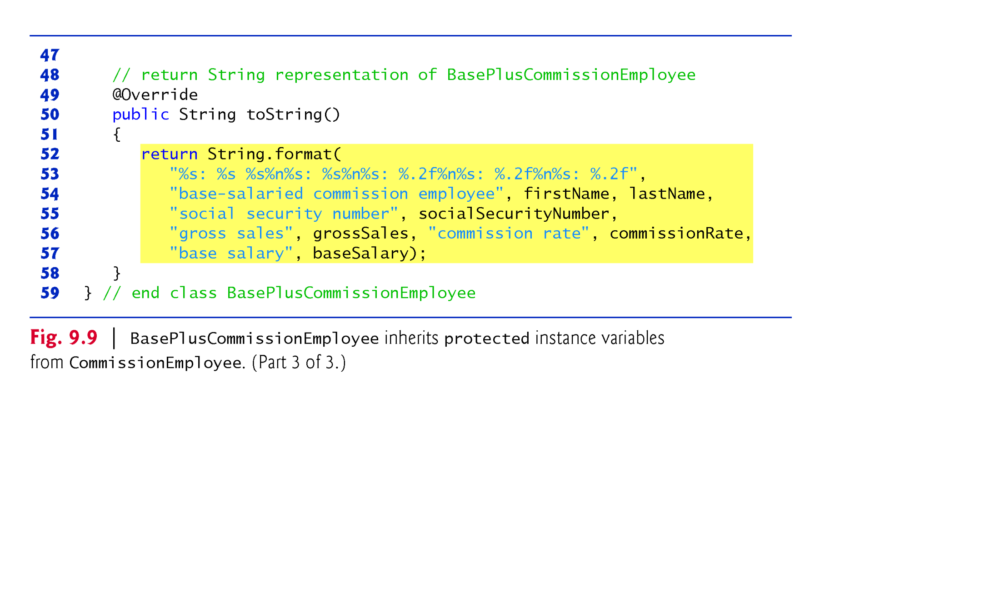 47
48 // return String representation of BasePlusCommissionEmployee
49 @Override
50 public String toString()
51 {
52 return String.format(
53 "%s: %s %s%n%s: %s%n%s: %.2f%n%s: %.2f%n%s: %.2f",
54 "base-salaried commission employee", firstName, lastName,
55 "social security number", socialSecurityNumber,
56 "gross sales", grossSales, "commission rate", commissionRate,
57 "base salary", baseSalary);
58 }
59 } // end class BasePlusCommissionEmployee
Fig. 9.9 | BasePlusCommissionEmployee inherits protected instance variables
from CommissionEmployee. (Part 3 of 3.)